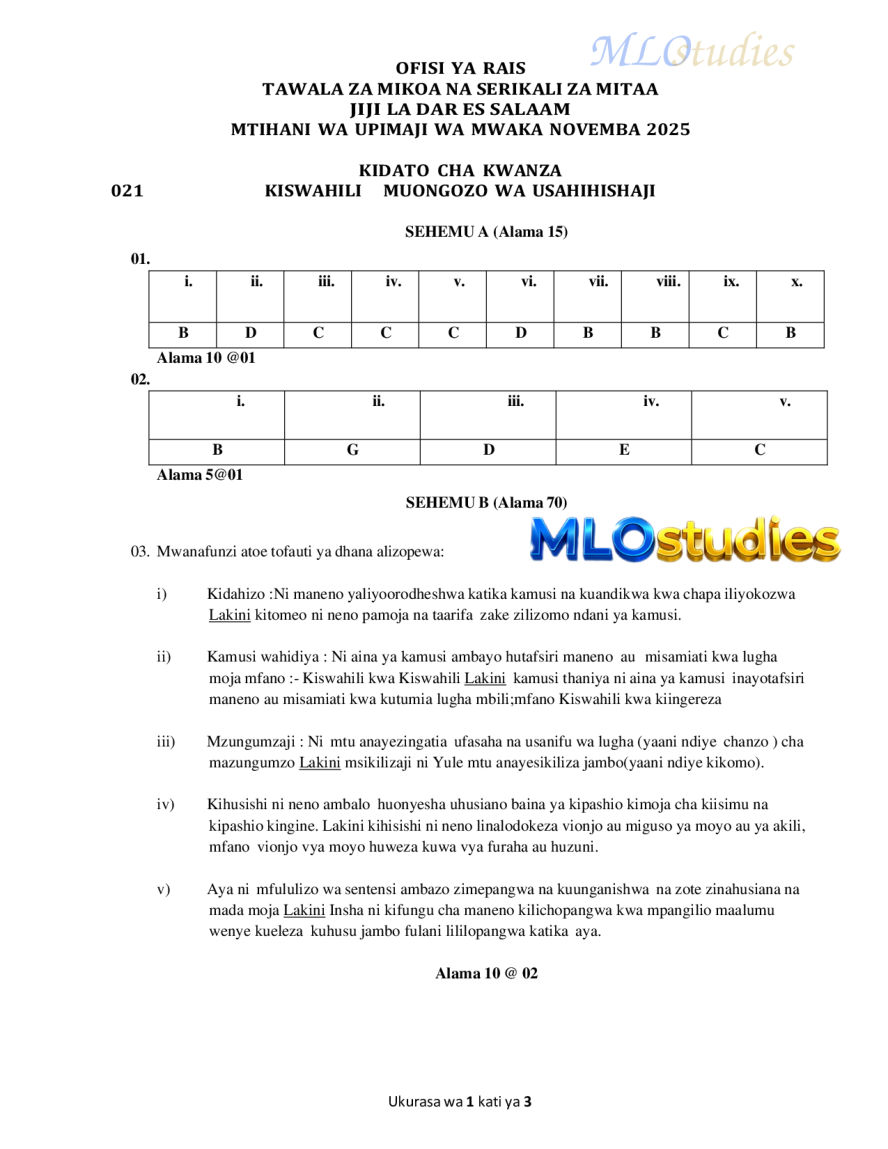 MLOstudies
OFISI YA RAIS
TAWALA ZA MIKOA NA SERIKALI ZA MITAA
JIJI LA DAR ES SALAAM
MTIHANI WA UPIMAJI WA MWAKA NOVEMBA 2025
KIDATO CHA KWANZA
021 KISWAHILI MUONGOZO WA USAHIHISHAJI
SEHEMU A (Alama 15)
01.
i. ii. iii. iv. v. vi. vii. viii. ix. x.
B D C C C D B B C B
Alama 10 @01
02.
i. ii. iii. iv. v.
B G D E C
Alama 5@01
SEHEMU B (Alama 70)
MLOstudies
03. Mwanafunzi atoe tofauti ya dhana alizopewa:
i) Kidahizo :Ni maneno yaliyoorodheshwa katika kamusi na kuandikwa kwa chapa iliyokozwa
Lakini kitomeo ni neno pamoja na taarifa zake zilizomo ndani ya kamusi.
ii) Kamusi wahidiya : Ni aina ya kamusi ambayo hutafsiri maneno au misamiati kwa lugha
moja mfano :- Kiswahili kwa Kiswahili Lakini kamusi thaniya ni aina ya kamusi inayotafsiri
maneno au misamiati kwa kutumia lugha mbili;mfano Kiswahili kwa kiingereza
iii) Mzungumzaji : Ni mtu anayezingatia ufasaha na usanifu wa lugha (yaani ndiye chanzo ) cha
mazungumzo Lakini msikilizaji ni Yule mtu anayesikiliza jambo(yaani ndiye kikomo).
iv) Kihusishi ni neno ambalo huonyesha uhusiano baina ya kipashio kimoja cha kiisimu na
kipashio kingine. Lakini kihisishi ni neno linalodokeza vionjo au miguso ya moyo au ya akili,
mfano vionjo vya moyo huweza kuwa vya furaha au huzuni.
v) Aya ni mfululizo wa sentensi ambazo zimepangwa na kuunganishwa na zote zinahusiana na
mada moja Lakini Insha ni kifungu cha maneno kilichopangwa kwa mpangilio maalumu
wenye kueleza kuhusu jambo fulani lililopangwa katika aya.
Alama 10 @ 02
Ukurasa wa 1 kati ya 3